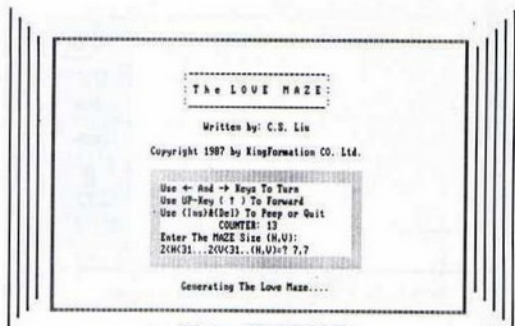 The LOVE MAZE
Written by: C.S. Liu
Copyright 1987 by KingFormation CO. Ltd.
Use ← And → Keys To Turn
Use UP-Key ( ↑ ) To Forward
Use (Ins)&(Del) To Peep or Quit
COUNTER: 13
Enter The MAZE Size (H,V):
2<H<31...2<V<31..(H,V)=? 7,7
Generating The Love Maze....